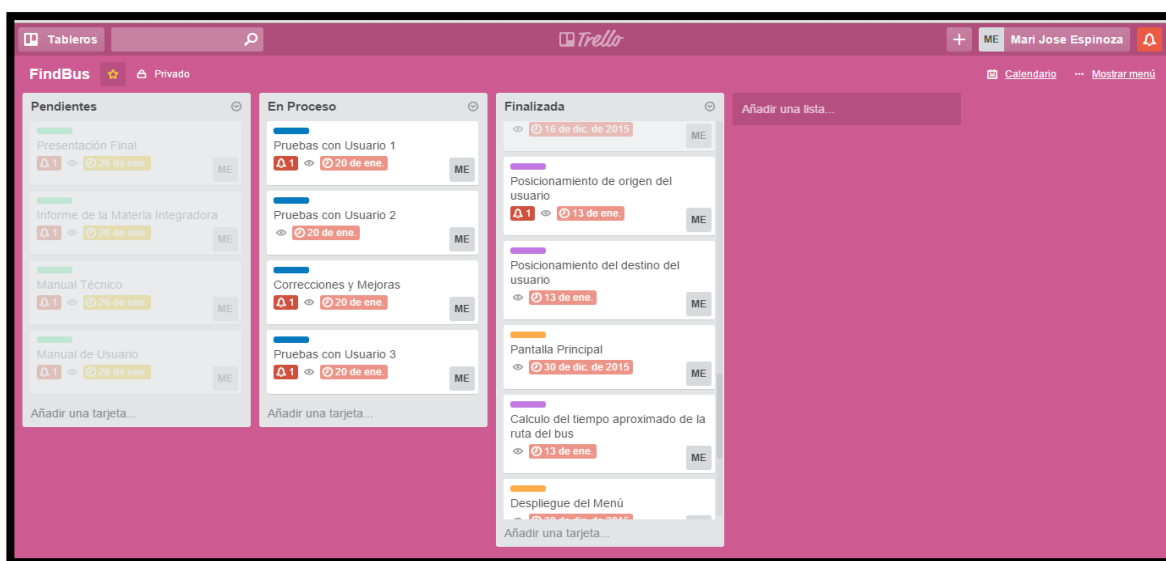 Tableros
Trello
+
ME Mari Jose Espinoza
FindBus
Privado
Calendario
··· Mostrar menú
Pendientes
Presentación Final
1 26 de ene.
ME
Informe de la Materia Integradora
1 26 de ene.
ME
Manual Técnico
1 26 de ene.
ME
Manual de Usuario
1 26 de ene.
ME
Añadir una tarjeta...
En Proceso
Pruebas con Usuario 1
1 20 de ene.
ME
Pruebas con Usuario 2
20 de ene.
ME
Correcciones y Mejoras
1 20 de ene.
ME
Pruebas con Usuario 3
1 20 de ene.
ME
Añadir una tarjeta...
Finalizada
16 de dic. de 2015
ME
Posicionamiento de origen del
usuario
1 13 de ene.
ME
Posicionamiento del destino del
usuario
13 de ene.
ME
Pantalla Principal
30 de dic. de 2015
ME
Calculo del tiempo aproximado de la
ruta del bus
13 de ene.
ME
Despliegue del Menú
Añadir una tarjeta...
Añadir una lista...